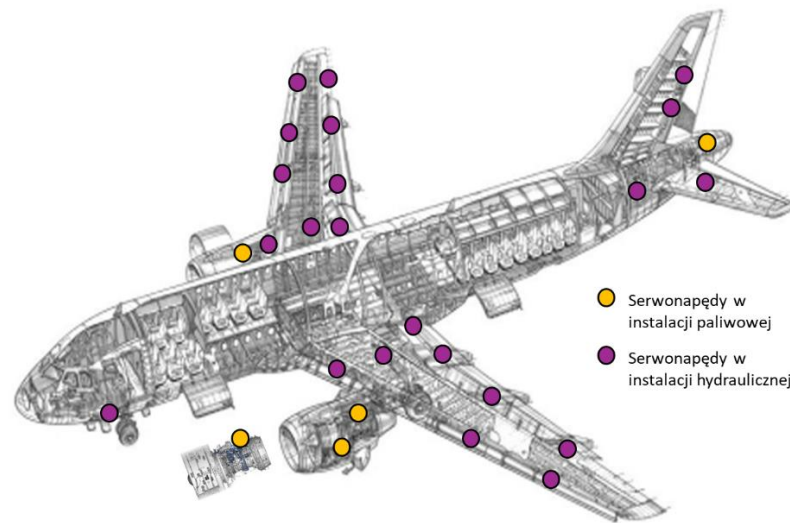 Serwonapędy w
instalacji paliwowej
Serwonapędy w
instalacji hydraulicznej